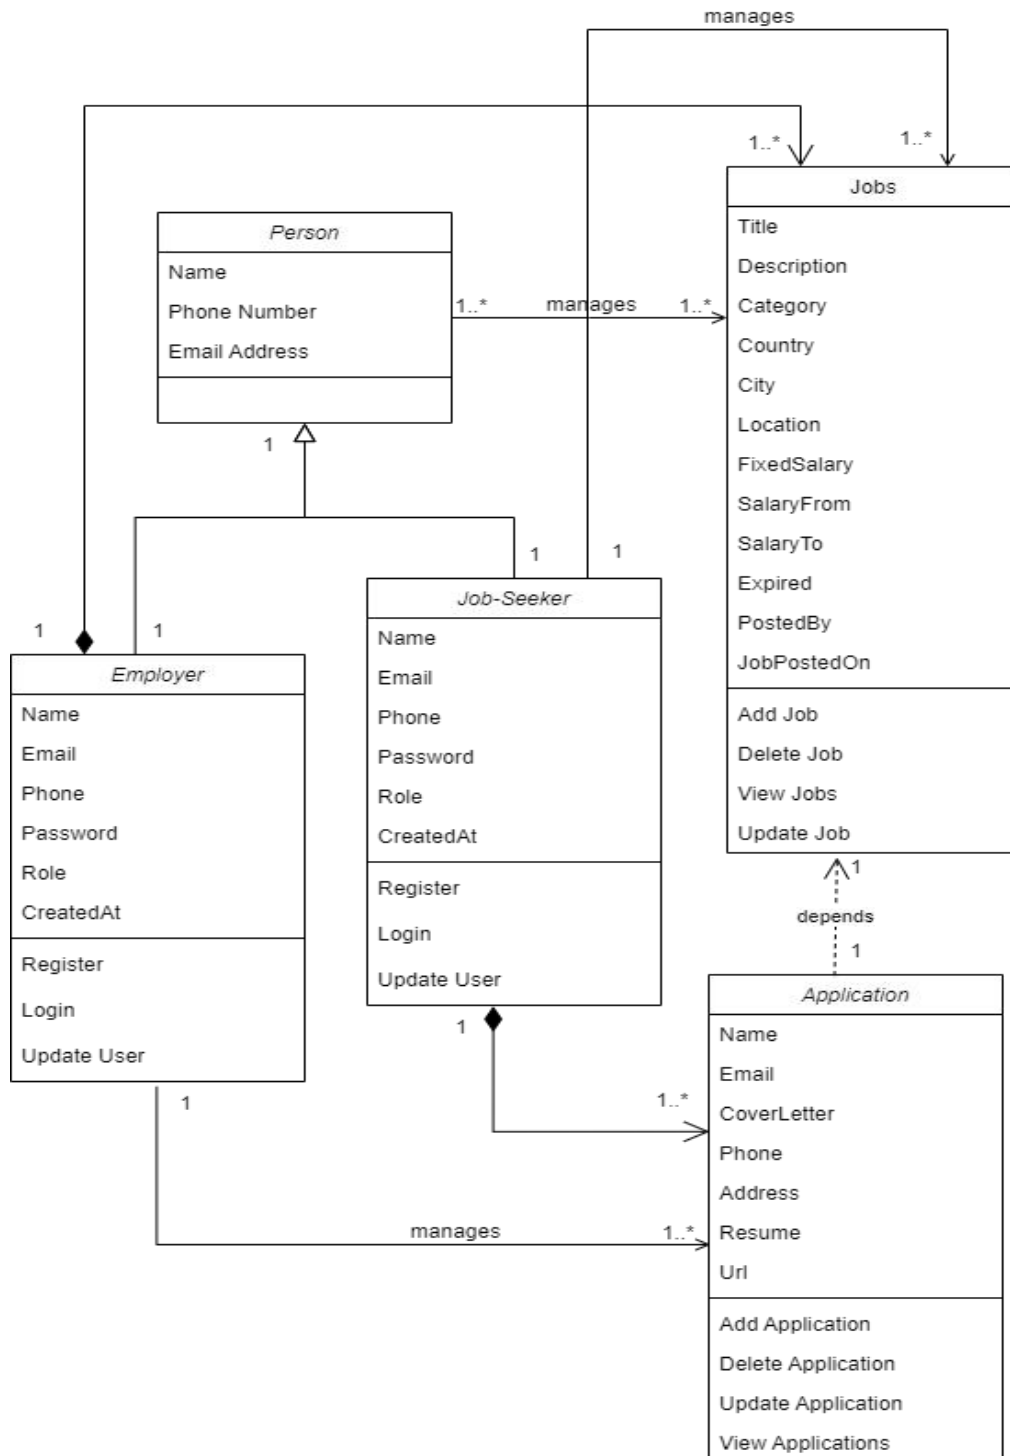 manages
1..*
1..*
Jobs
Title
Description
Category
Country
City
Location
FixedSalary
SalaryFrom
SalaryTo
Expired
PostedBy
JobPostedOn
Add Job
Delete Job
View Jobs
Update Job
Person
Name
Phone Number
Email Address
1..*
manages
1..*
1
1
1
1
1
Job-Seeker
Name
Email
Phone
Password
Role
CreatedAt
Register
Login
Update User
Employer
Name
Email
Phone
Password
Role
CreatedAt
Register
Login
Update User
1
depends
1
1
1..*
1
manages
1..*
Application
Name
Email
CoverLetter
Phone
Address
Resume
Url
Add Application
Delete Application
Update Application
View Applications